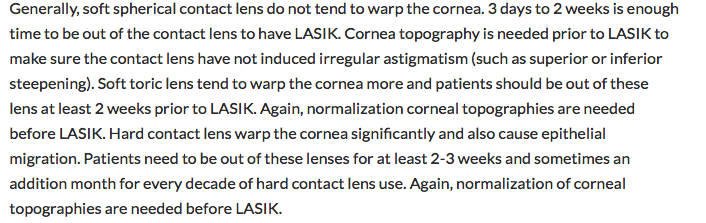 Generally, soft spherical contact lens do not tend to warp the cornea. 3 days to 2 weeks is enough
time to be out of the contact lens to have LASIK. Cornea topography is needed prior to LASIK to
make sure the contact lens have not induced irregular astigmatism (such as superior or inferior
steepening). Soft toric lens tend to warp the cornea more and patients should be out of these
lens at least 2 weeks prior to LASIK. Again, normalization corneal topographies are needed
before LASIK. Hard contact lens warp the cornea significantly and also cause epithelial
migration. Patients need to be out of these lenses for at least 2-3 weeks and sometimes an
addition month for every decade of hard contact lens use. Again, normalization of corneal
topographies are needed before LASIK.